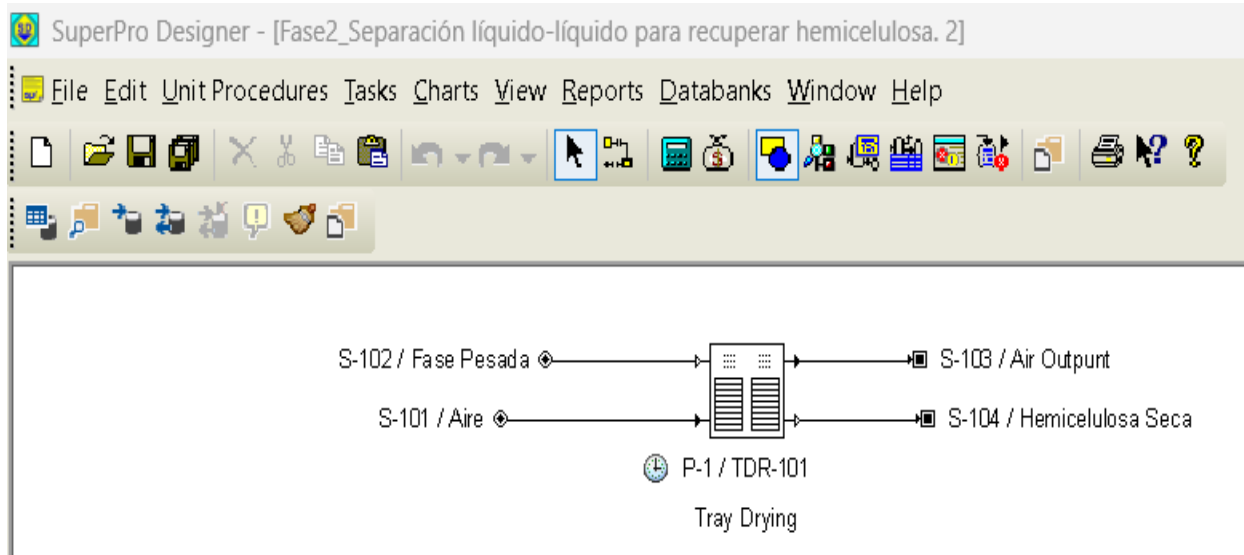 SuperPro Designer - [Fase2_Separación líquido-líquido para recuperar hemicelulosa. 2]
File Edit Unit Procedures Tasks Charts View Reports Databanks Window Help
S-102 / Fase Pesada
S-103 / Air Outpunt
S-101 / Aire
S-104 / Hemicelulosa Seca
P-1 / TDR-101
Tray Drying